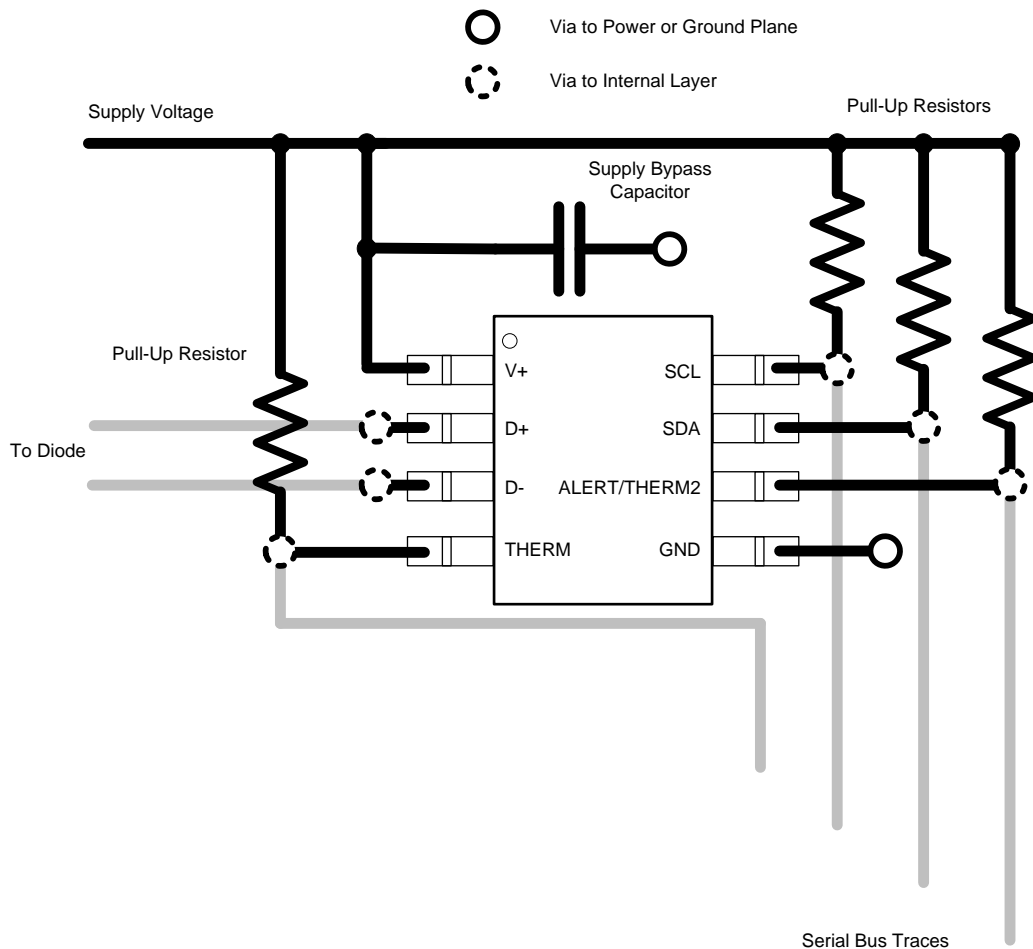 Via to Power or Ground Plane
Via to Internal Layer
Supply Voltage
Pull-Up Resistors
Supply Bypass
Capacitor
Pull-Up Resistor
V+
SCL
D+
SDA
To Diode
D-
ALERT/THERM2
THERM
GND
Serial Bus Traces